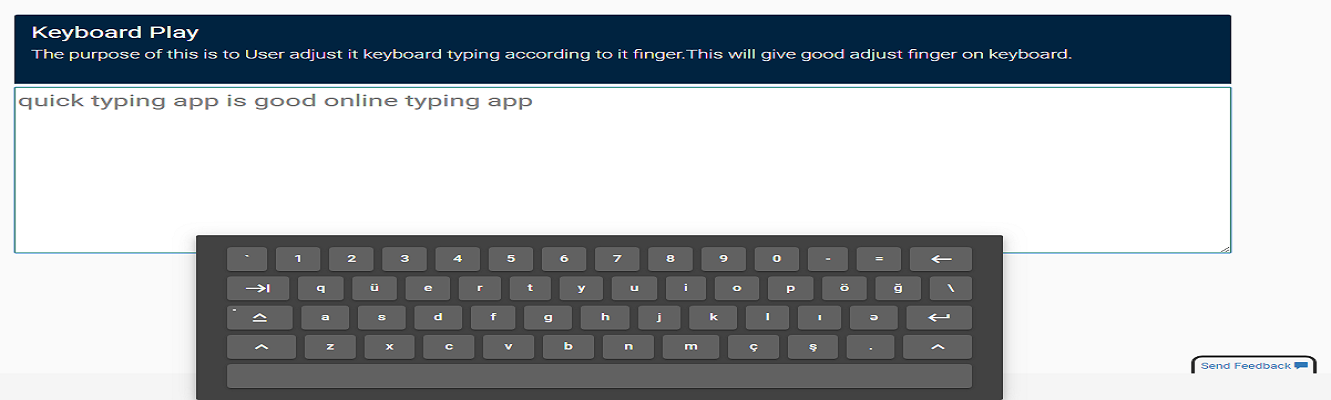 Keyboard Play
The purpose of this is to User adjust it keyboard typing according to it finger.This will give good adjust finger on keyboard.
quick typing app is good online typing app
` 1 2 3 4 5 6 7 8 9 0 - =
q ü e r t y u i o p ö ğ \
a s d f g h j k l ı ə
z x c v b n m ç ş .
Send Feedback